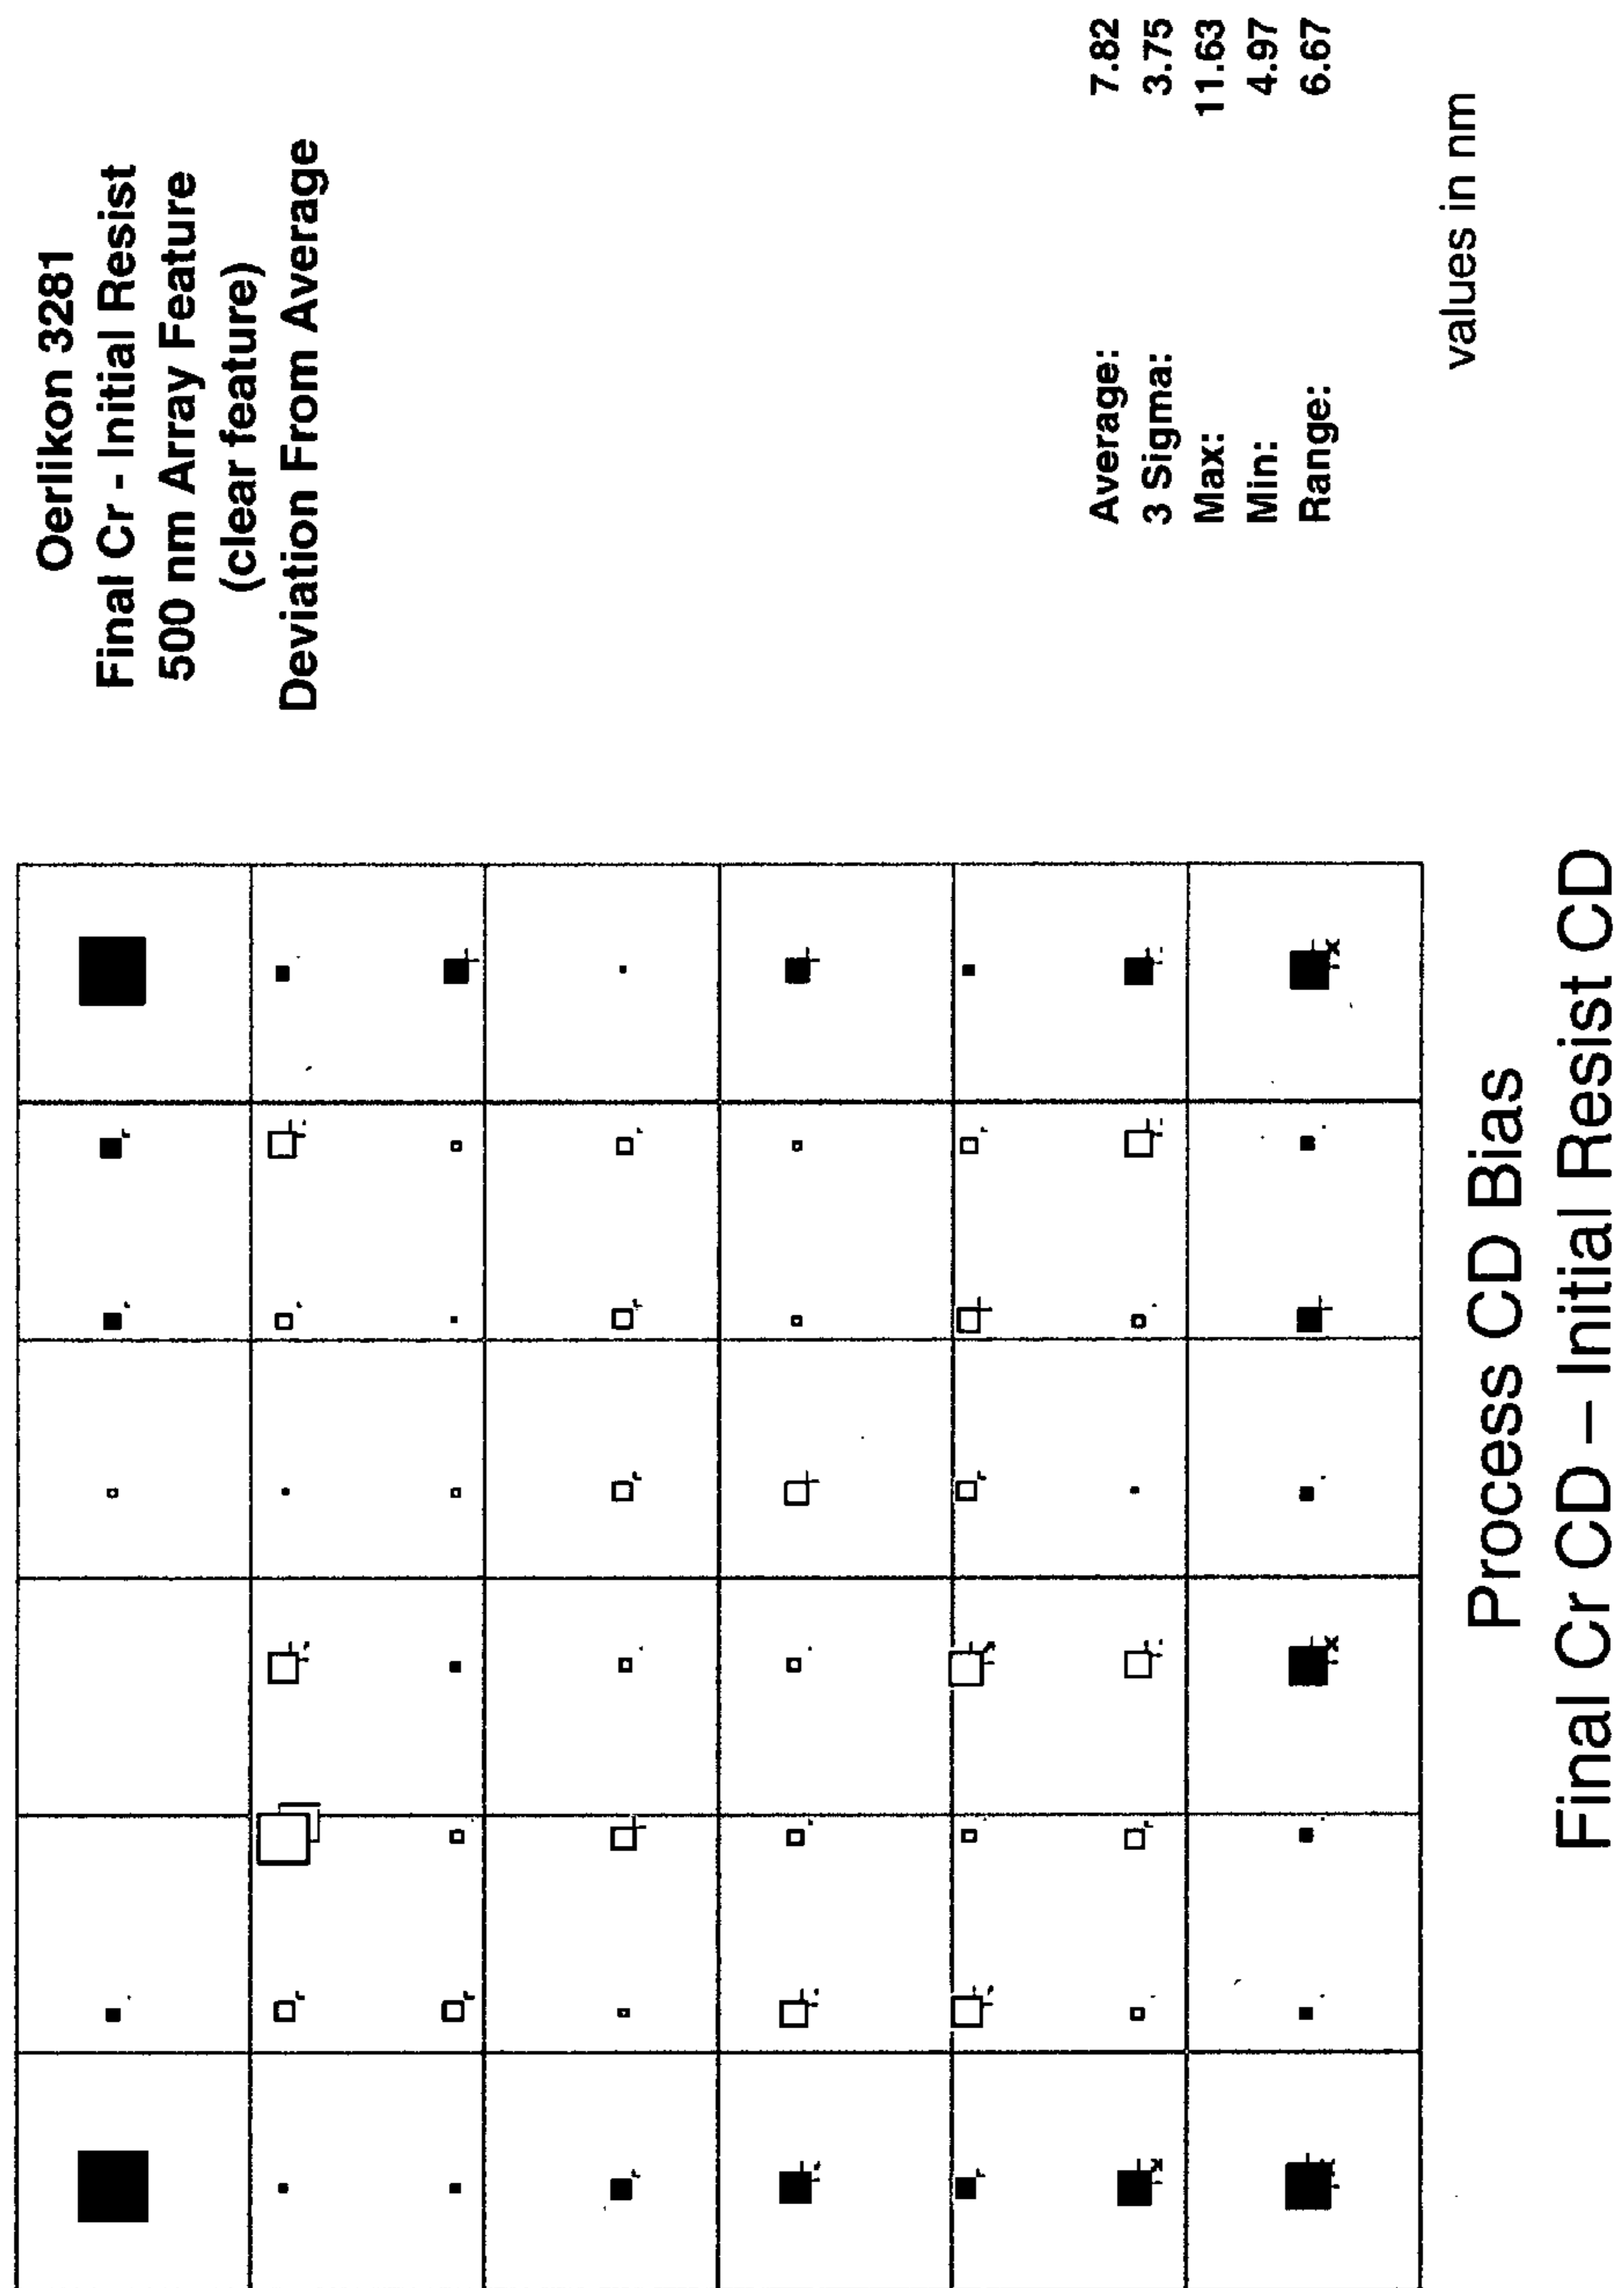 Oerlikon 3281
Final Cr - Initial Resist
500 nm Array Feature
(clear feature)
Deviation From Average
Average: 7.82
3 Sigma: 3.75
Max: 11.63
Min: 4.97
Range: 6.67
values in nm
Process CD Bias
Final Cr CD – Initial Resist CD